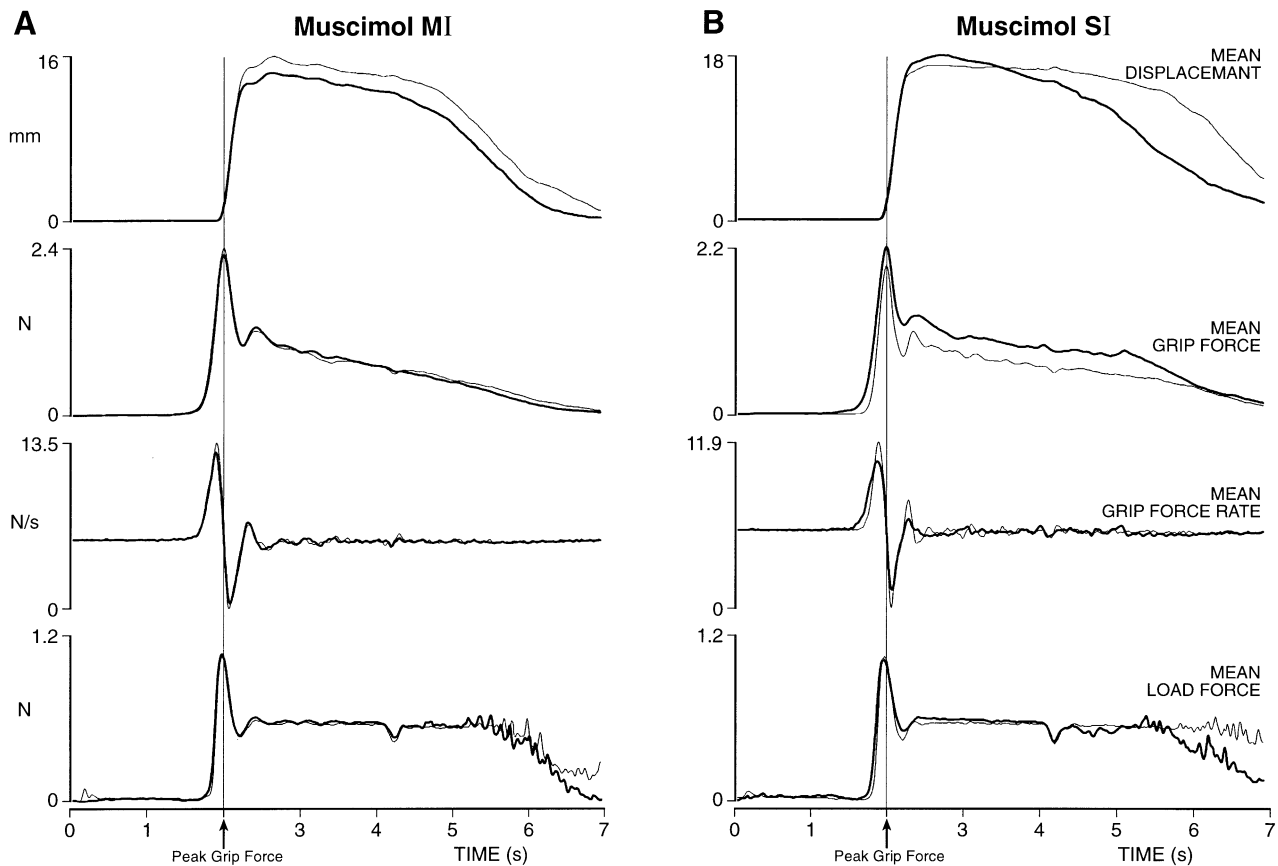 A
Muscimol MI
16
mm
0
2.4
N
0
13.5
N/s
0
1.2
N
0
0 1 3 4 5 6 7
Peak Grip Force
TIME (s)
B
Muscimol SI
18
0
MEAN
DISPLACEMANT
2.2
0
MEAN
GRIP FORCE
11.9
0
MEAN
GRIP FORCE RATE
1.2
0
MEAN
LOAD FORCE
0 1 3 4 5 6 7
Peak Grip Force
TIME (s)